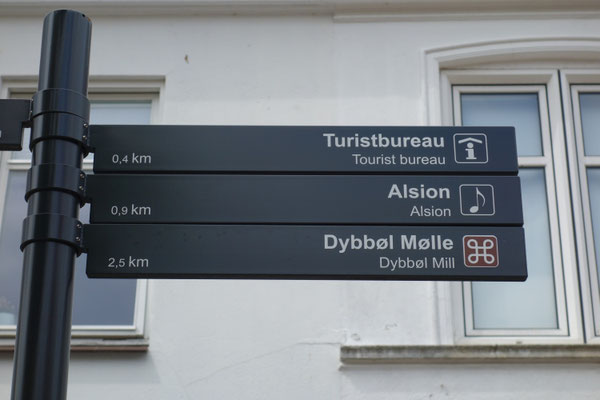 Turistbureau
0,4 km Tourist bureau
Alsion
0,9 km Alsion
Dybbøl Mølle
2,5 km Dybbøl Mill